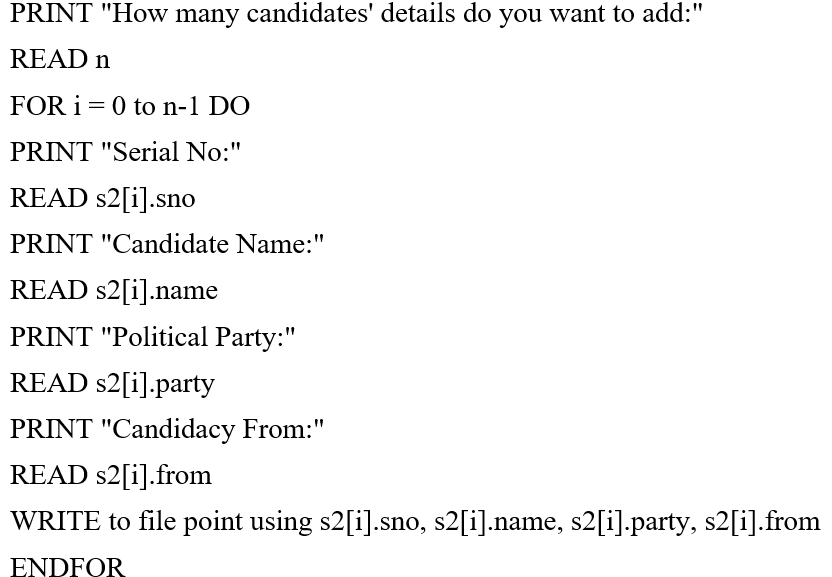 PRINT "How many candidates' details do you want to add:"
READ n
FOR i = 0 to n-1 DO
PRINT "Serial No:"
READ s2[i].sno
PRINT "Candidate Name:"
READ s2[i].name
PRINT "Political Party:"
READ s2[i].party
PRINT "Candidacy From:"
READ s2[i].from
WRITE to file point using s2[i].sno, s2[i].name, s2[i].party, s2[i].from
ENDFOR